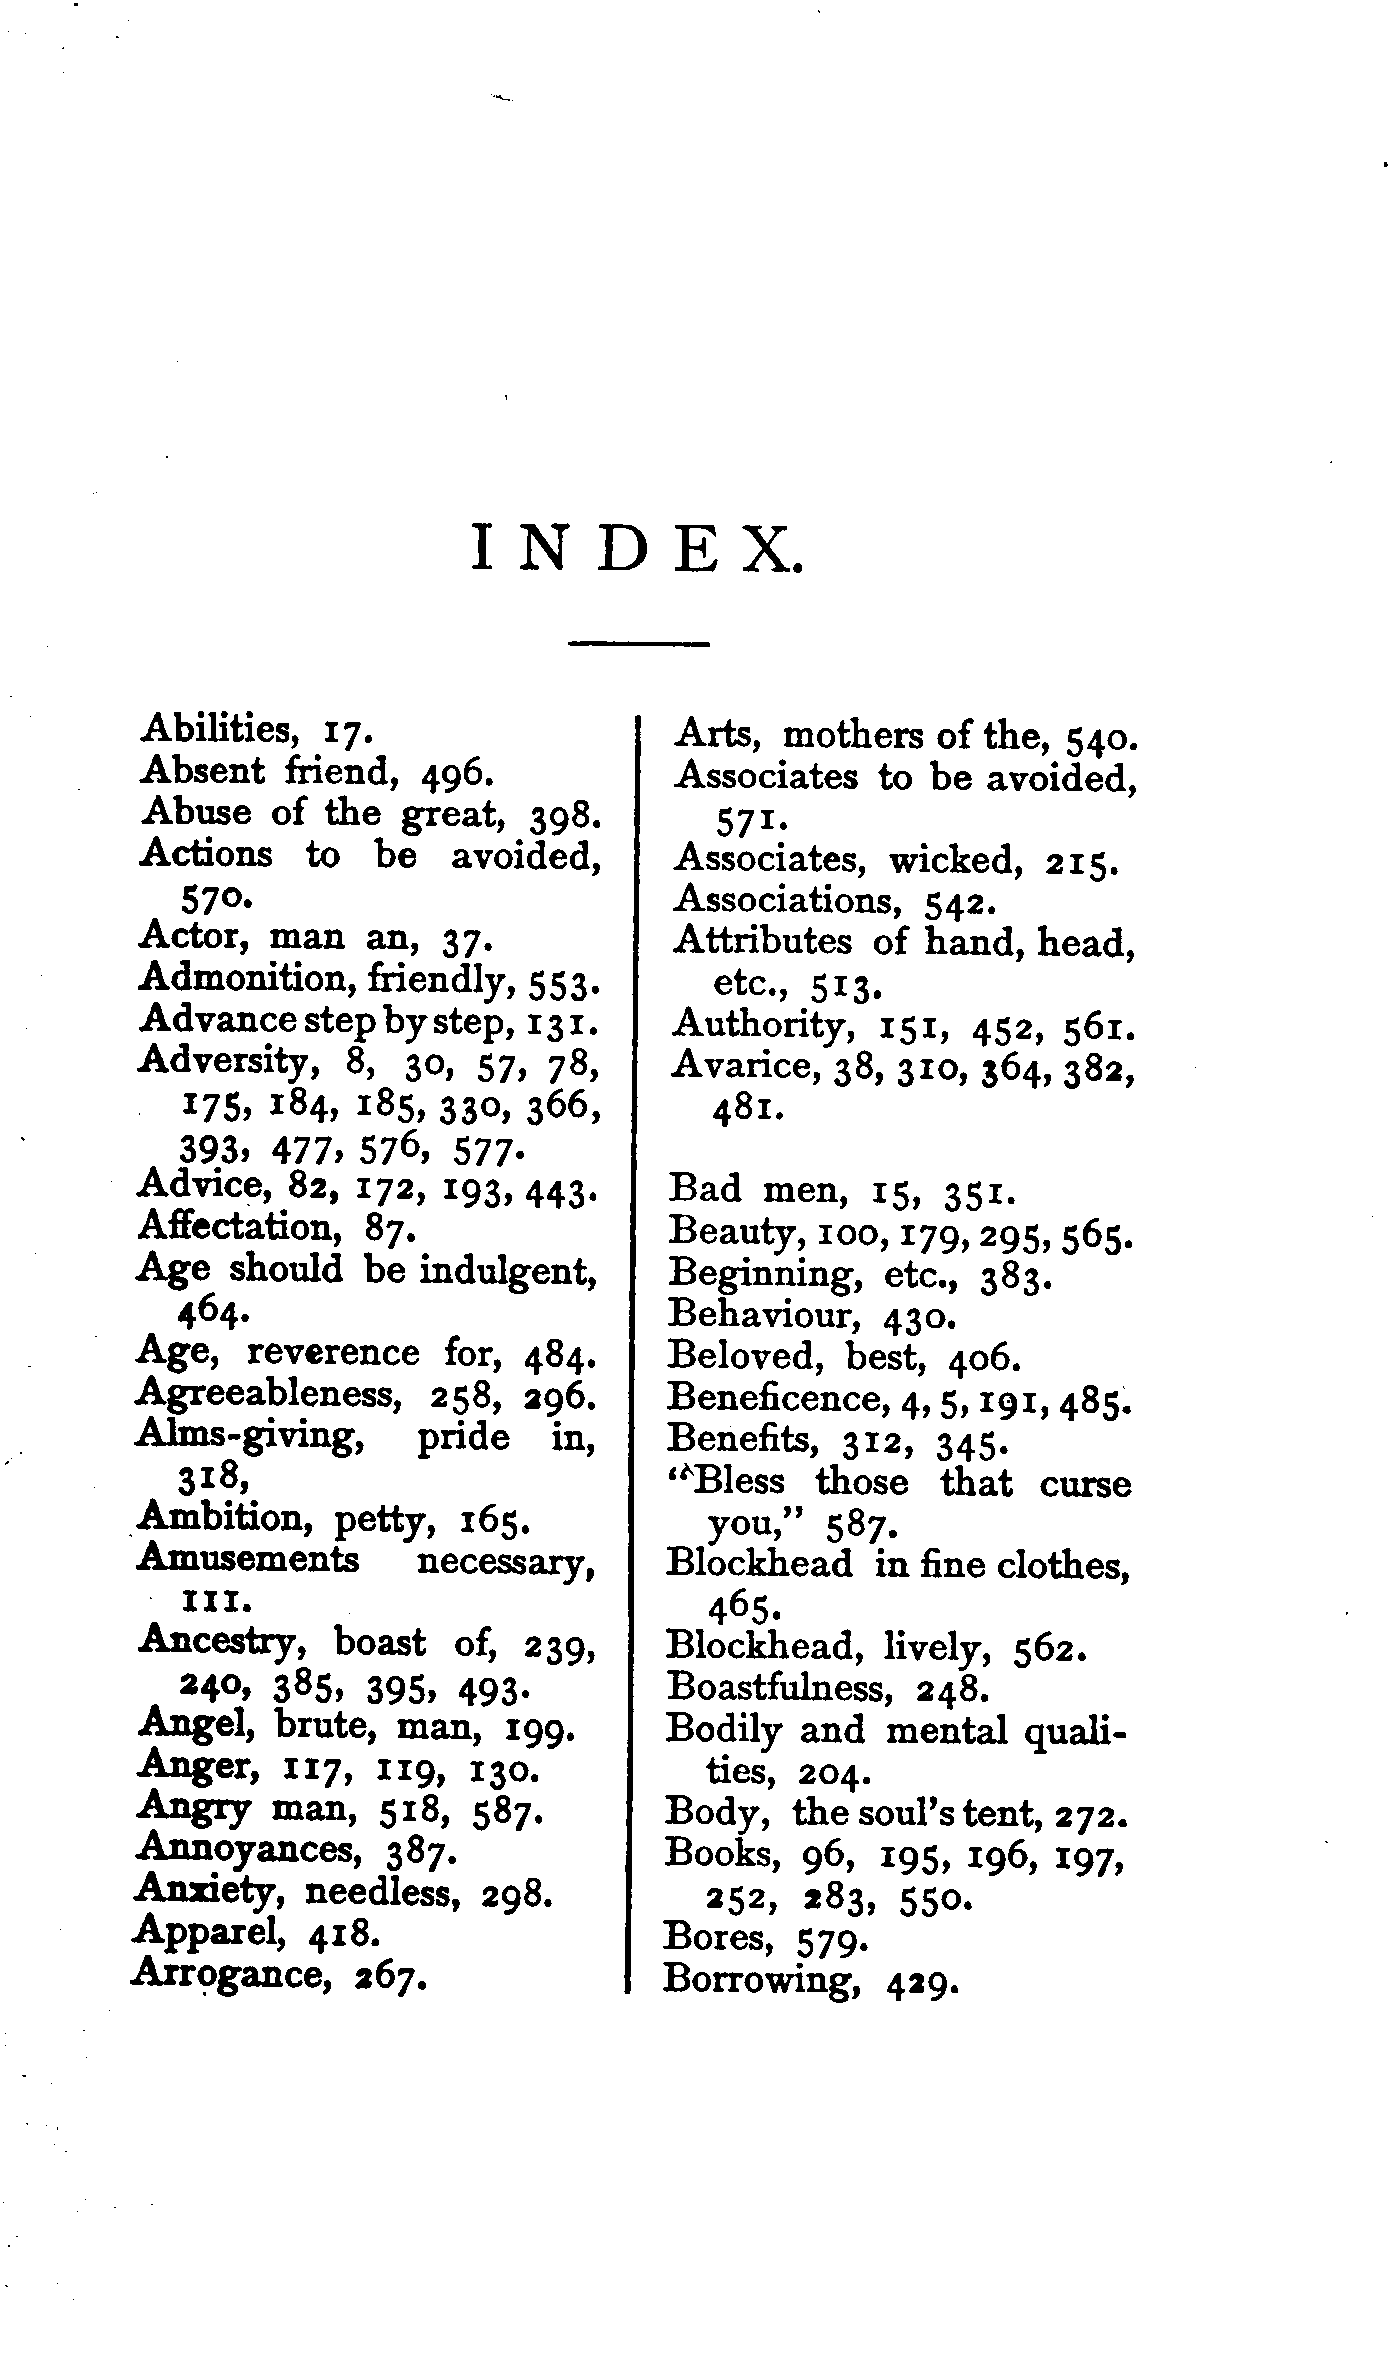 INDEX.
Abilities, 17.
Absent friend, 496.
Abuse of the great, 398.
Actions to be avoided,
570.
Actor, man an, 37.
Admonition, friendly, 553.
Advance step by step, 131.
Adversity, 8, 30, 57, 78,
175, 184, 185, 330, 366,
393, 477, 576, 577.
Advice, 82, 172, 193, 443.
Affectation, 87.
Age should be indulgent,
464.
Age, reverence for, 484.
Agreeableness, 258, 296.
Alms-giving, pride in,
318,
Ambition, petty, 165.
Amusements necessary,
111.
Ancestry, boast of, 239,
240, 385, 395, 493.
Angel, brute, man, 199.
Anger, 117, 119, 130.
Angry man, 518, 587.
Annoyances, 387.
Anxiety, needless, 298.
Apparel, 418.
Arrogance, 267.
Arts, mothers of the, 540.
Associates to be avoided,
571.
Associates, wicked, 215.
Associations, 542.
Attributes of hand, head,
etc., 513.
Authority, 151, 452, 561.
Avarice, 38, 310, 364, 382,
481.
Bad men, 15, 351.
Beauty, 100, 179, 295, 565.
Beginning, etc., 383.
Behaviour, 430.
Beloved, best, 406.
Beneficence, 4, 5, 191, 485.
Benefits, 312, 345.
"Bless those that curse
you," 587.
Blockhead in fine clothes,
465.
Blockhead, lively, 562.
Boastfulness, 248.
Bodily and mental quali-
ties, 204.
Body, the soul's tent, 272.
Books, 96, 195, 196, 197,
252, 283, 550.
Bores, 579.
Borrowing, 429.